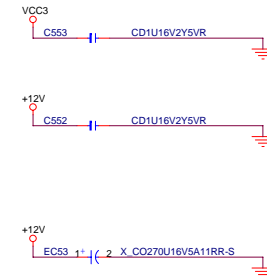 VCC3
C553 CD1U16V2Y5VR
+12V
C552 CD1U16V2Y5VR
+12V
EC53 1+ 2 X_CO270U16V5A11RR-S